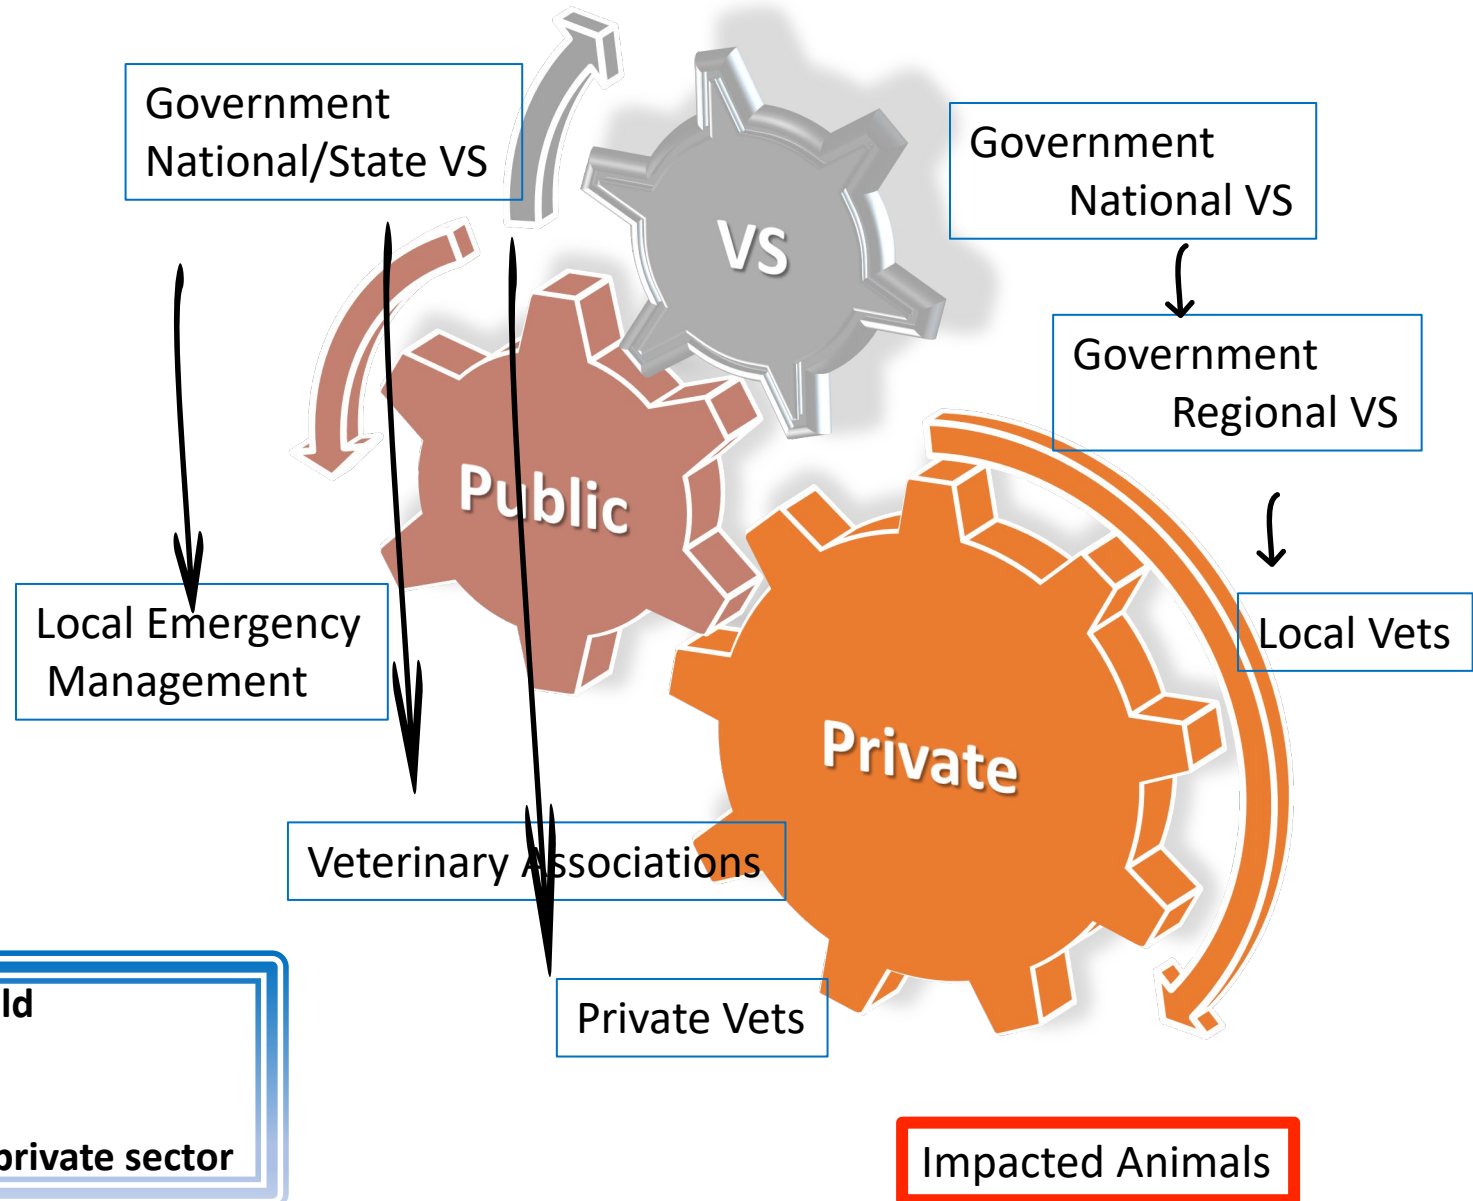 Government
National/State VS
Government
National VS
VS
Government
Regional VS
Public
Local Emergency
Management
Local Vets
Private
Veterinary Associations
Private Vets
private sector
Impacted Animals